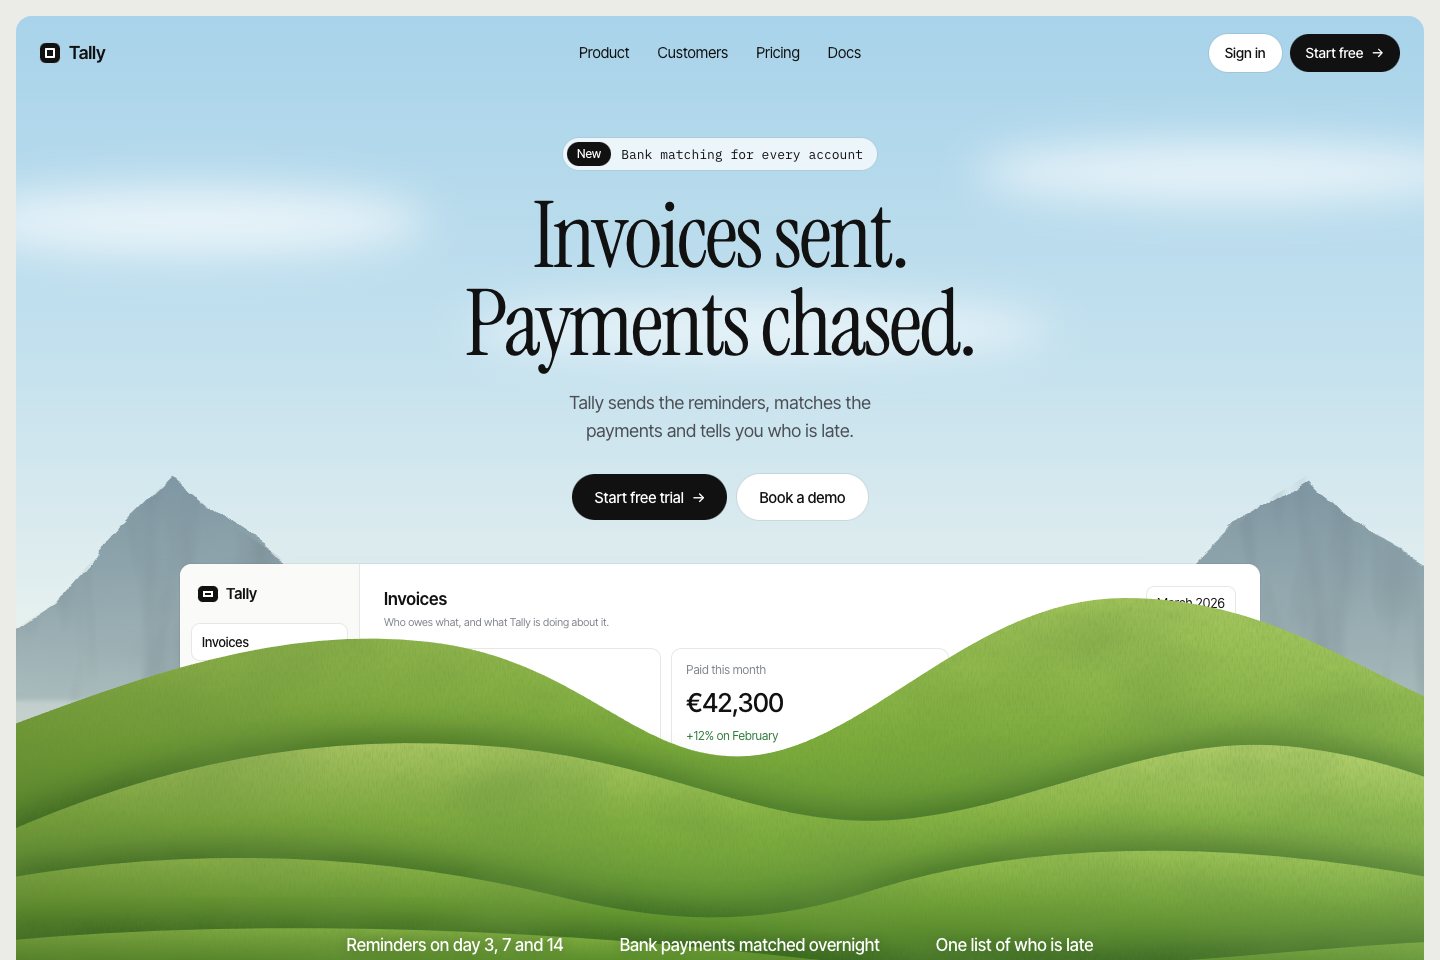 Tally
Product Customers Pricing Docs
Sign in Start free →
New Bank matching for every account
Invoices sent.
Payments chased.
Tally sends the reminders, matches the
payments and tells you who is late.
Start free trial → Book a demo
Tally
Invoices
Invoices
Who owes what, and what Tally is doing about it.
March 2026
Paid this month
€42,300
+12% on February
Reminders on day 3, 7 and 14 Bank payments matched overnight One list of who is late